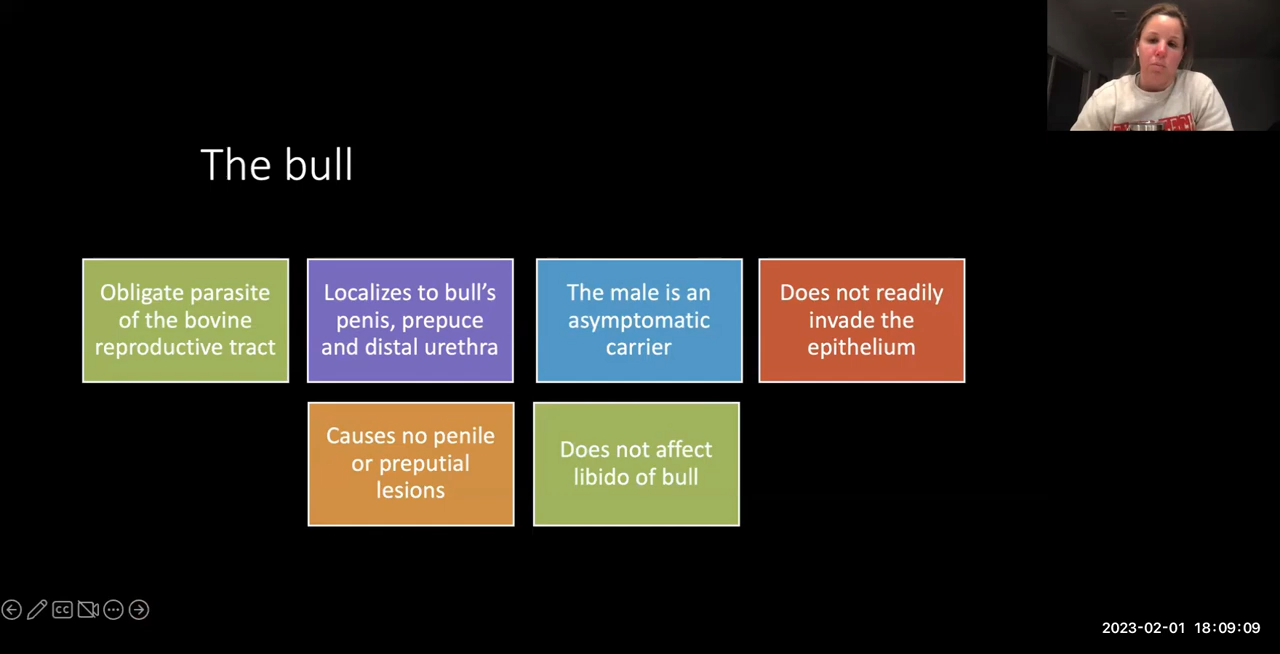 The bull
Obligate parasite
of the bovine
reproductive tract
Localizes to bull's
penis, prepuce
and distal urethra
The male is an
asymptomatic
carrier
Does not readily
invade the
epithelium
Causes no penile
or preputial
lesions
Does not affect
libido of bull
CC
2023-02-01 18:09:09